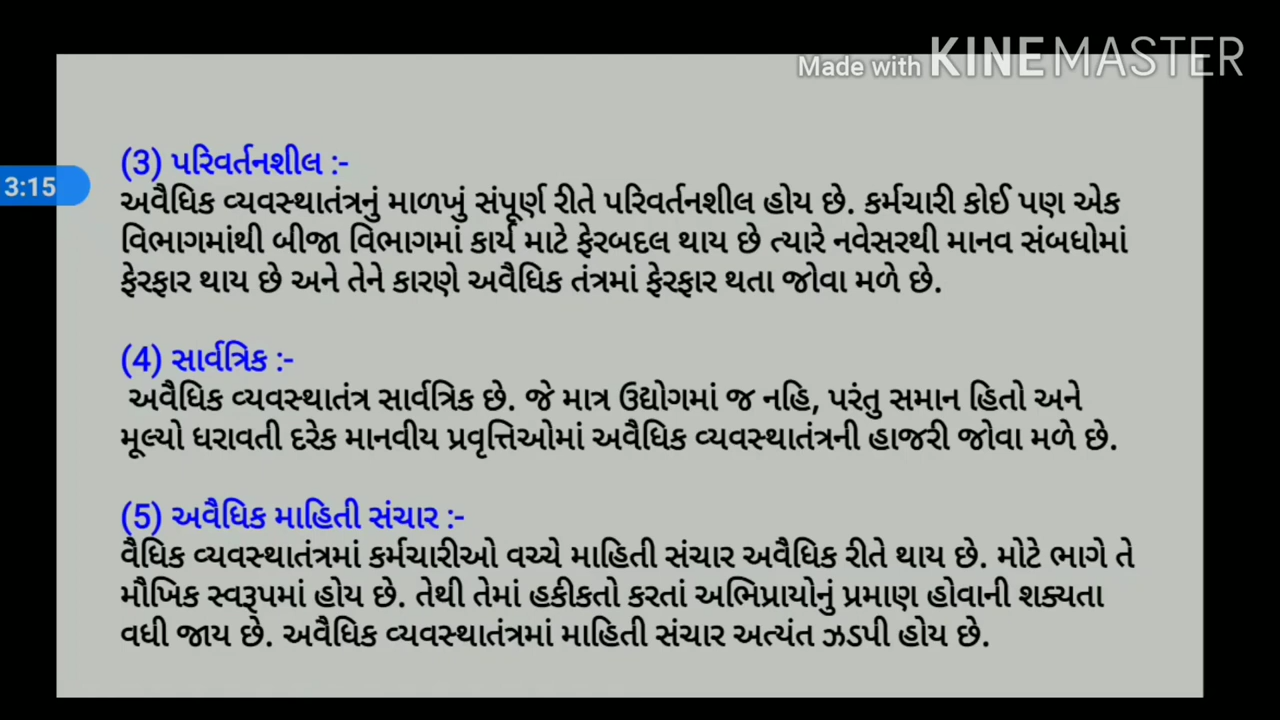 Made with KINEMASTER
(3) પરિવર્તનશીલ :-
3:15
અવૈધિક વ્યવસ્થાતંત્રનું માળખું સંપૂર્ણ રીતે પરિવર્તનશીલ હોય છે. કર્મચારી કોઈ પણ એક
વિભાગમાંથી બીજા વિભાગમાં કાર્ય માટે ફેરબદલ થાય છે ત્યારે નવેસરથી માનવ સંબધોમાં
ફેરફાર થાય છે અને તેને કારણે અવૈધિક તંત્રમાં ફેરફાર થતા જોવા મળે છે.
(4) સાર્વત્રિક :-
અવૈધિક વ્યવસ્થાતંત્ર સાર્વત્રિક છે. જે માત્ર ઉદ્યોગમાં જ નહિ, પરંતુ સમાન હિતો અને
મૂલ્યો ધરાવતી દરેક માનવીય પ્રવૃત્તિઓમાં અવૈધિક વ્યવસ્થાતંત્રની હાજરી જોવા મળે છે.
(5) અવૈધિક માહિતી સંચાર :-
વૈધિક વ્યવસ્થાતંત્રમાં કર્મચારીઓ વચ્ચે માહિતી સંચાર અવૈધિક રીતે થાય છે. મોટે ભાગે તે
મૌખિક સ્વરૂપમાં હોય છે. તેથી તેમાં હકીકતો કરતાં અભિપ્રાયોનું પ્રમાણ હોવાની શક્યતા
વધી જાય છે. અવૈધિક વ્યવસ્થાતંત્રમાં માહિતી સંચાર અત્યંત ઝડપી હોય છે.